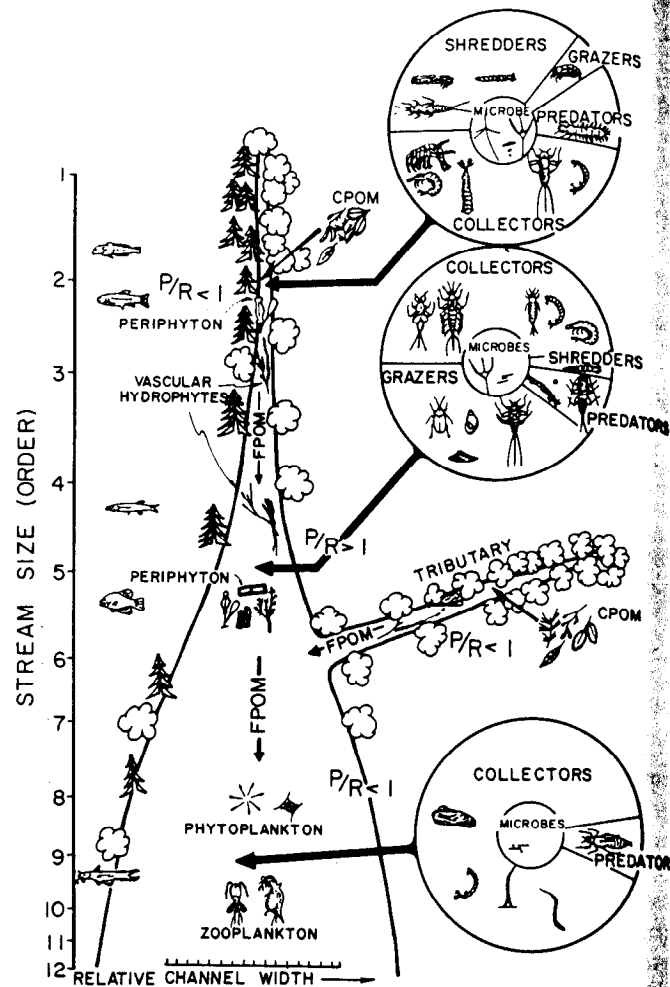 SHREDDERS
GRAZERS
MICROBE
PREDATORS
COLLECTORS
1
CPOM
2
P/R < 1
PERIPHYTON
COLLECTORS
MICROBES
SHREDDERS
GRAZERS
PREDATORS
3
VASCULAR
HYDROPHYTES
FPOM
STREAM SIZE (ORDER)
4
P/R > 1
5
PERIPHYTON
TRIBUTARY
CPOM
FPOM
P/R < 1
6
FPOM
7
P/R < 1
8
PHYTOPLANKTON
COLLECTORS
MICROBES
PREDATOR
9
10
ZOOPLANKTON
11
12
RELATIVE CHANNEL WIDTH